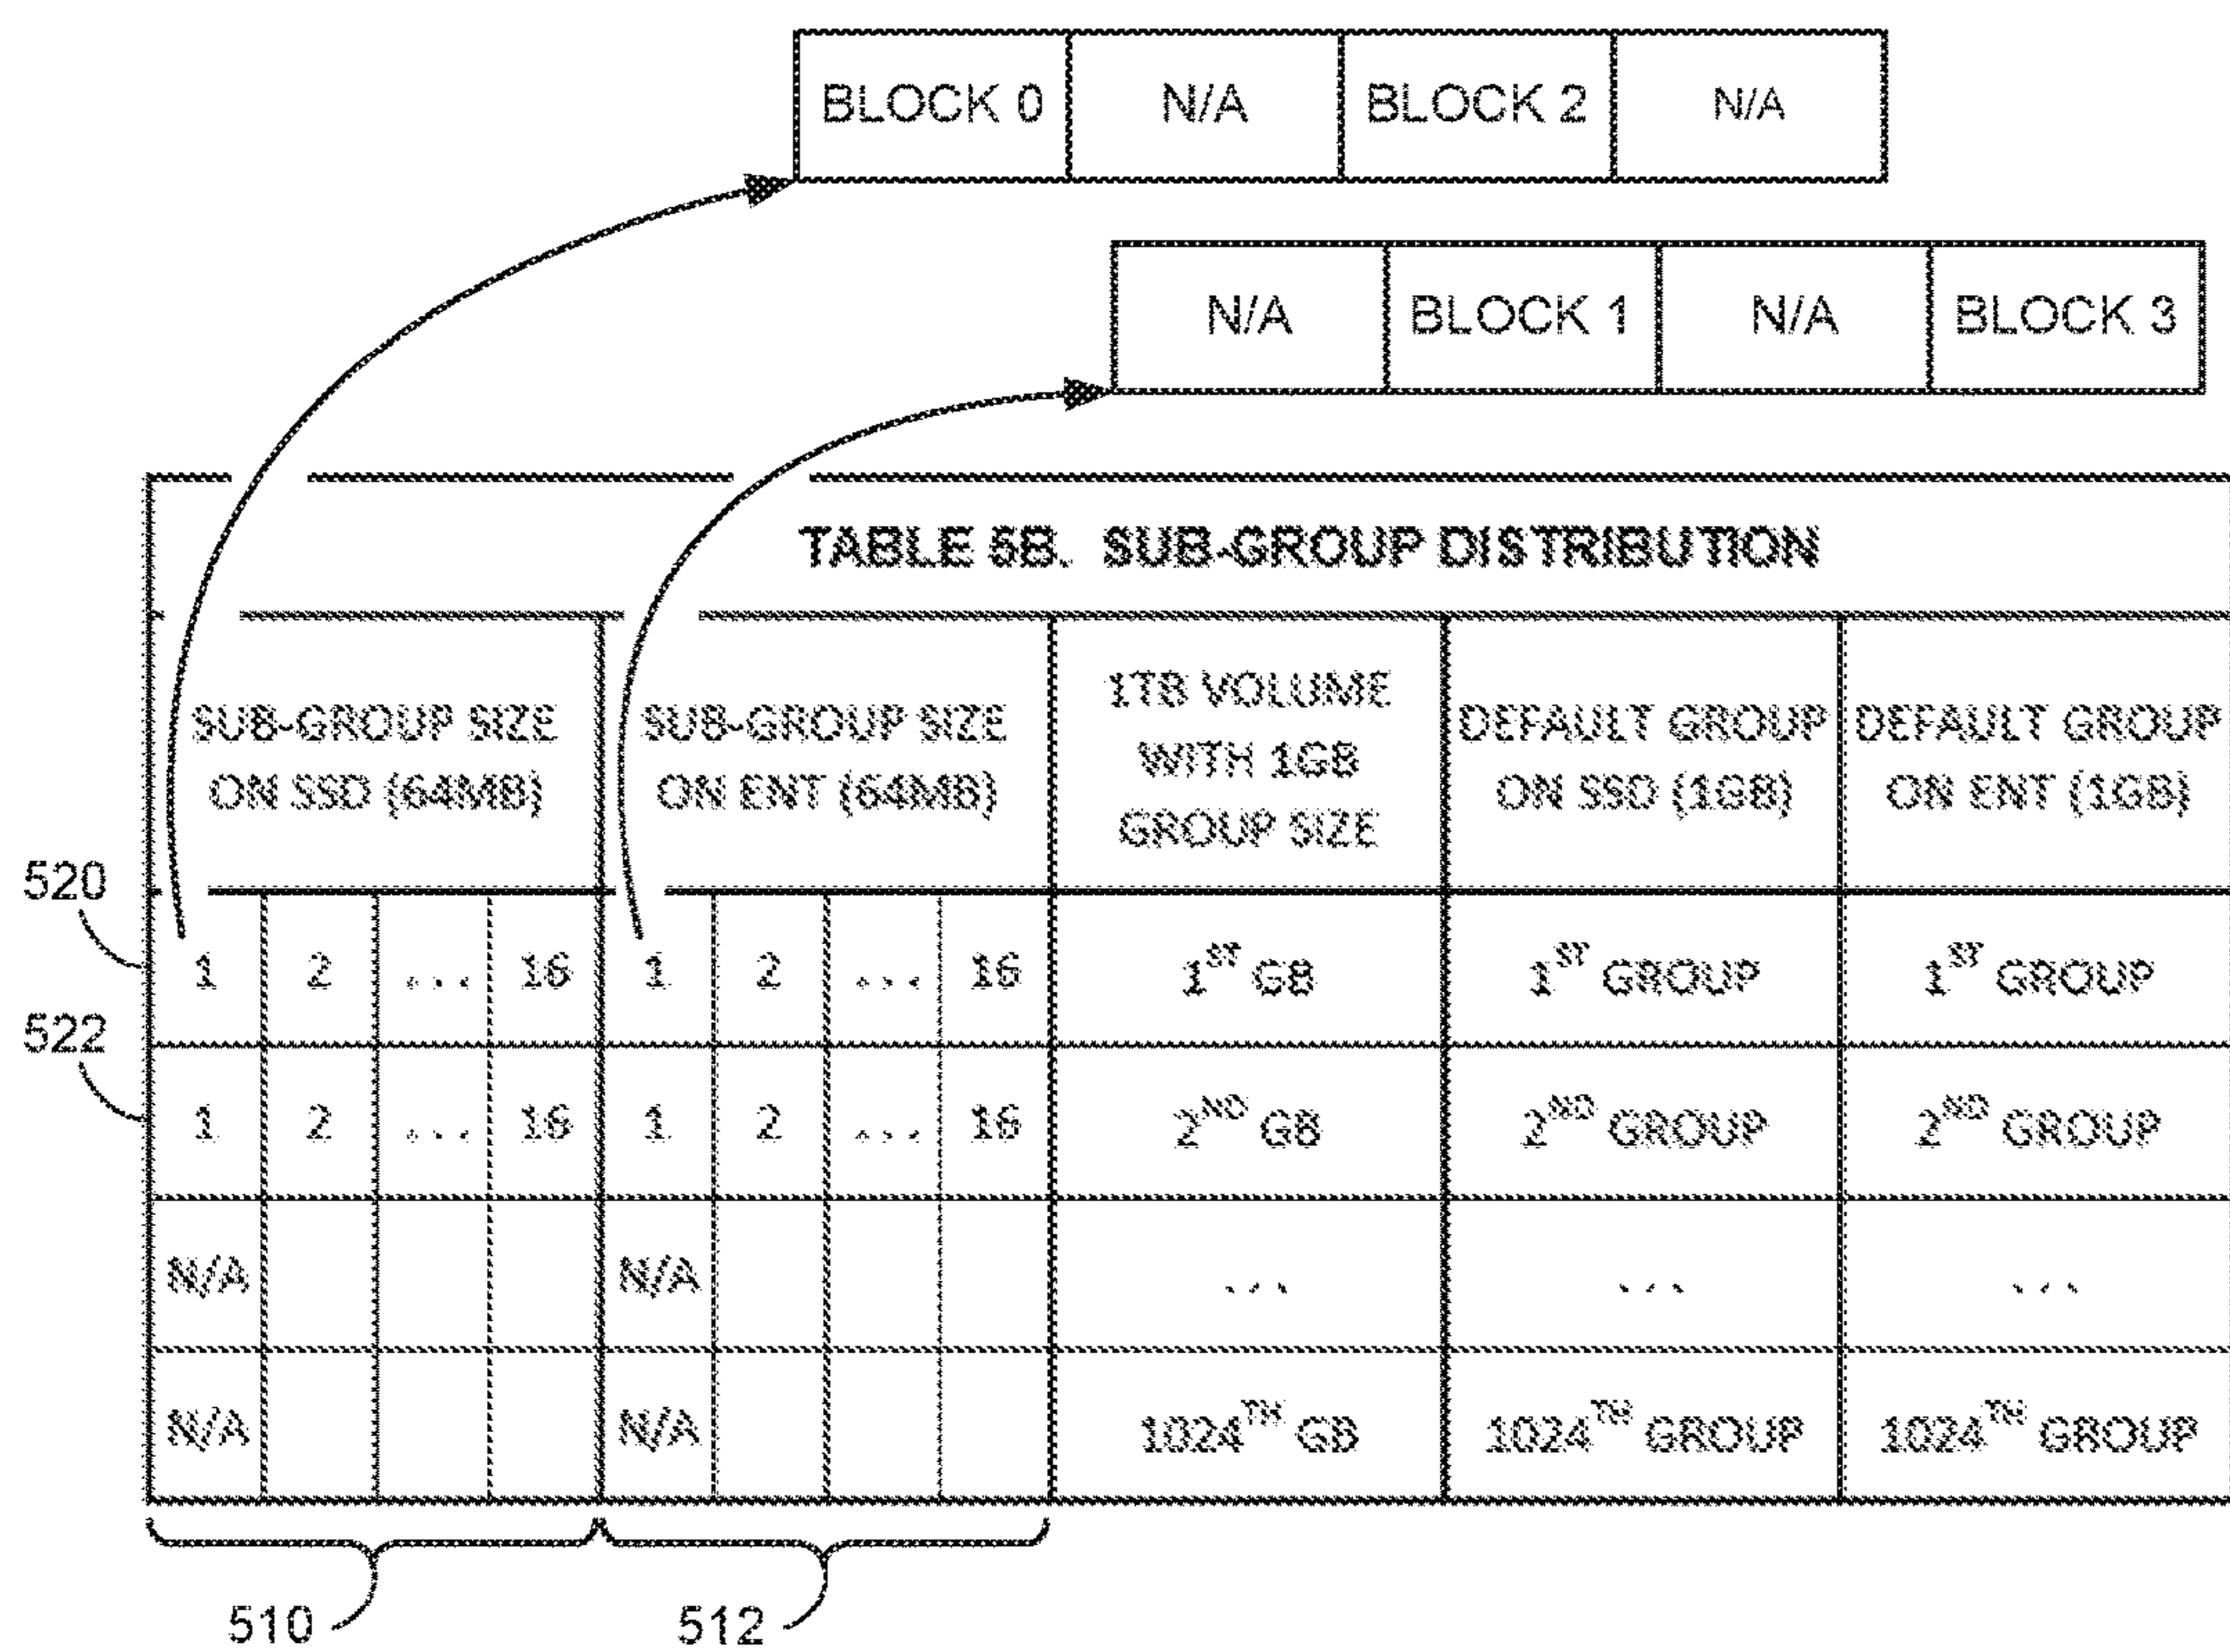 BLOCK 0 N/A BLOCK 2 N/A
N/A BLOCK 1 N/A BLOCK 3
TABLE 5B. SUB-GROUP DISTRIBUTION
SUB-GROUP SIZE
ON SSD (64MB)
SUB-GROUP SIZE
ON ENT (64MB)
1TB VOLUME
WITH 1GB
GROUP SIZE
DEFAULT GROUP
ON SSD (1GB)
DEFAULT GROUP
ON ENT (1GB)
520
1 2 ... 16 1 2 ... 16 1ST GB 1ST GROUP 1ST GROUP
522
1 2 ... 16 1 2 ... 16 2ND GB 2ND GROUP 2ND GROUP
N/A N/A ... ... ...
N/A N/A 1024TH GB 1024TH GROUP 1024TH GROUP
510 512